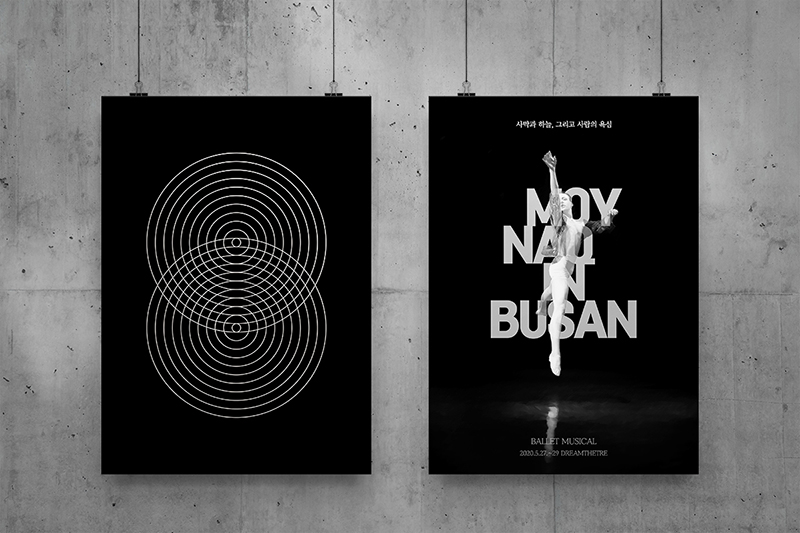 사막과 하늘, 그리고 사람의 욕심
MOY
NAQ
IN
BUSAN
BALLET MUSICAL
2020.5.27.~29 DREAMTHETRE